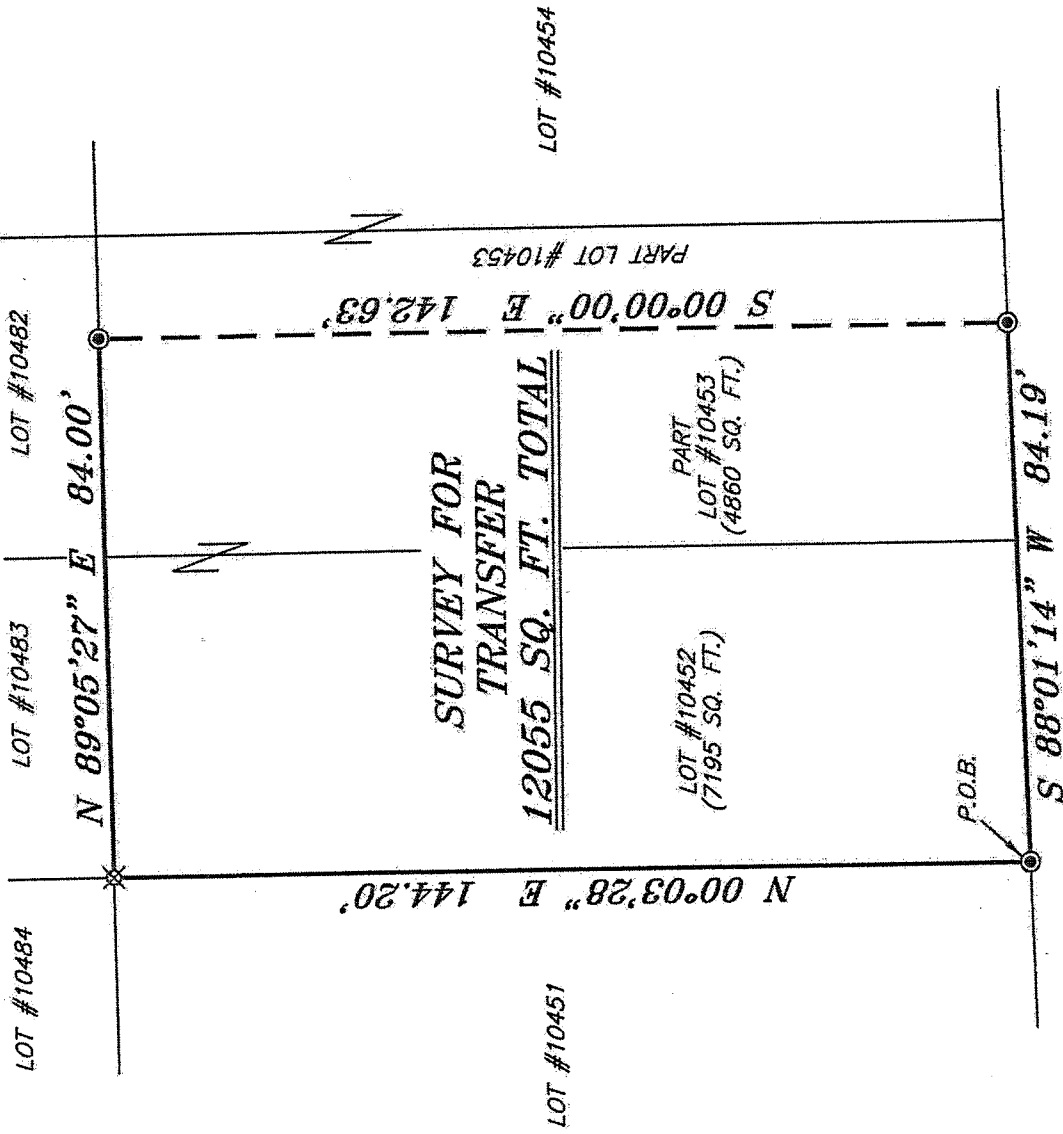 LOT #10484
LOT #10483
LOT #10482
N 89°05'27" E 84.00'
LOT #10454
PART LOT #10453
S 00°00'00" E 142.63'
SURVEY FOR
TRANSFER
12055 SQ. FT. TOTAL
N 00°03'28" E 144.20'
LOT #10451
LOT #10452
(7195 SQ. FT.)
PART
LOT #10453
(4860 SQ. FT.)
P.O.B.
S 88°01'14" W 84.19'